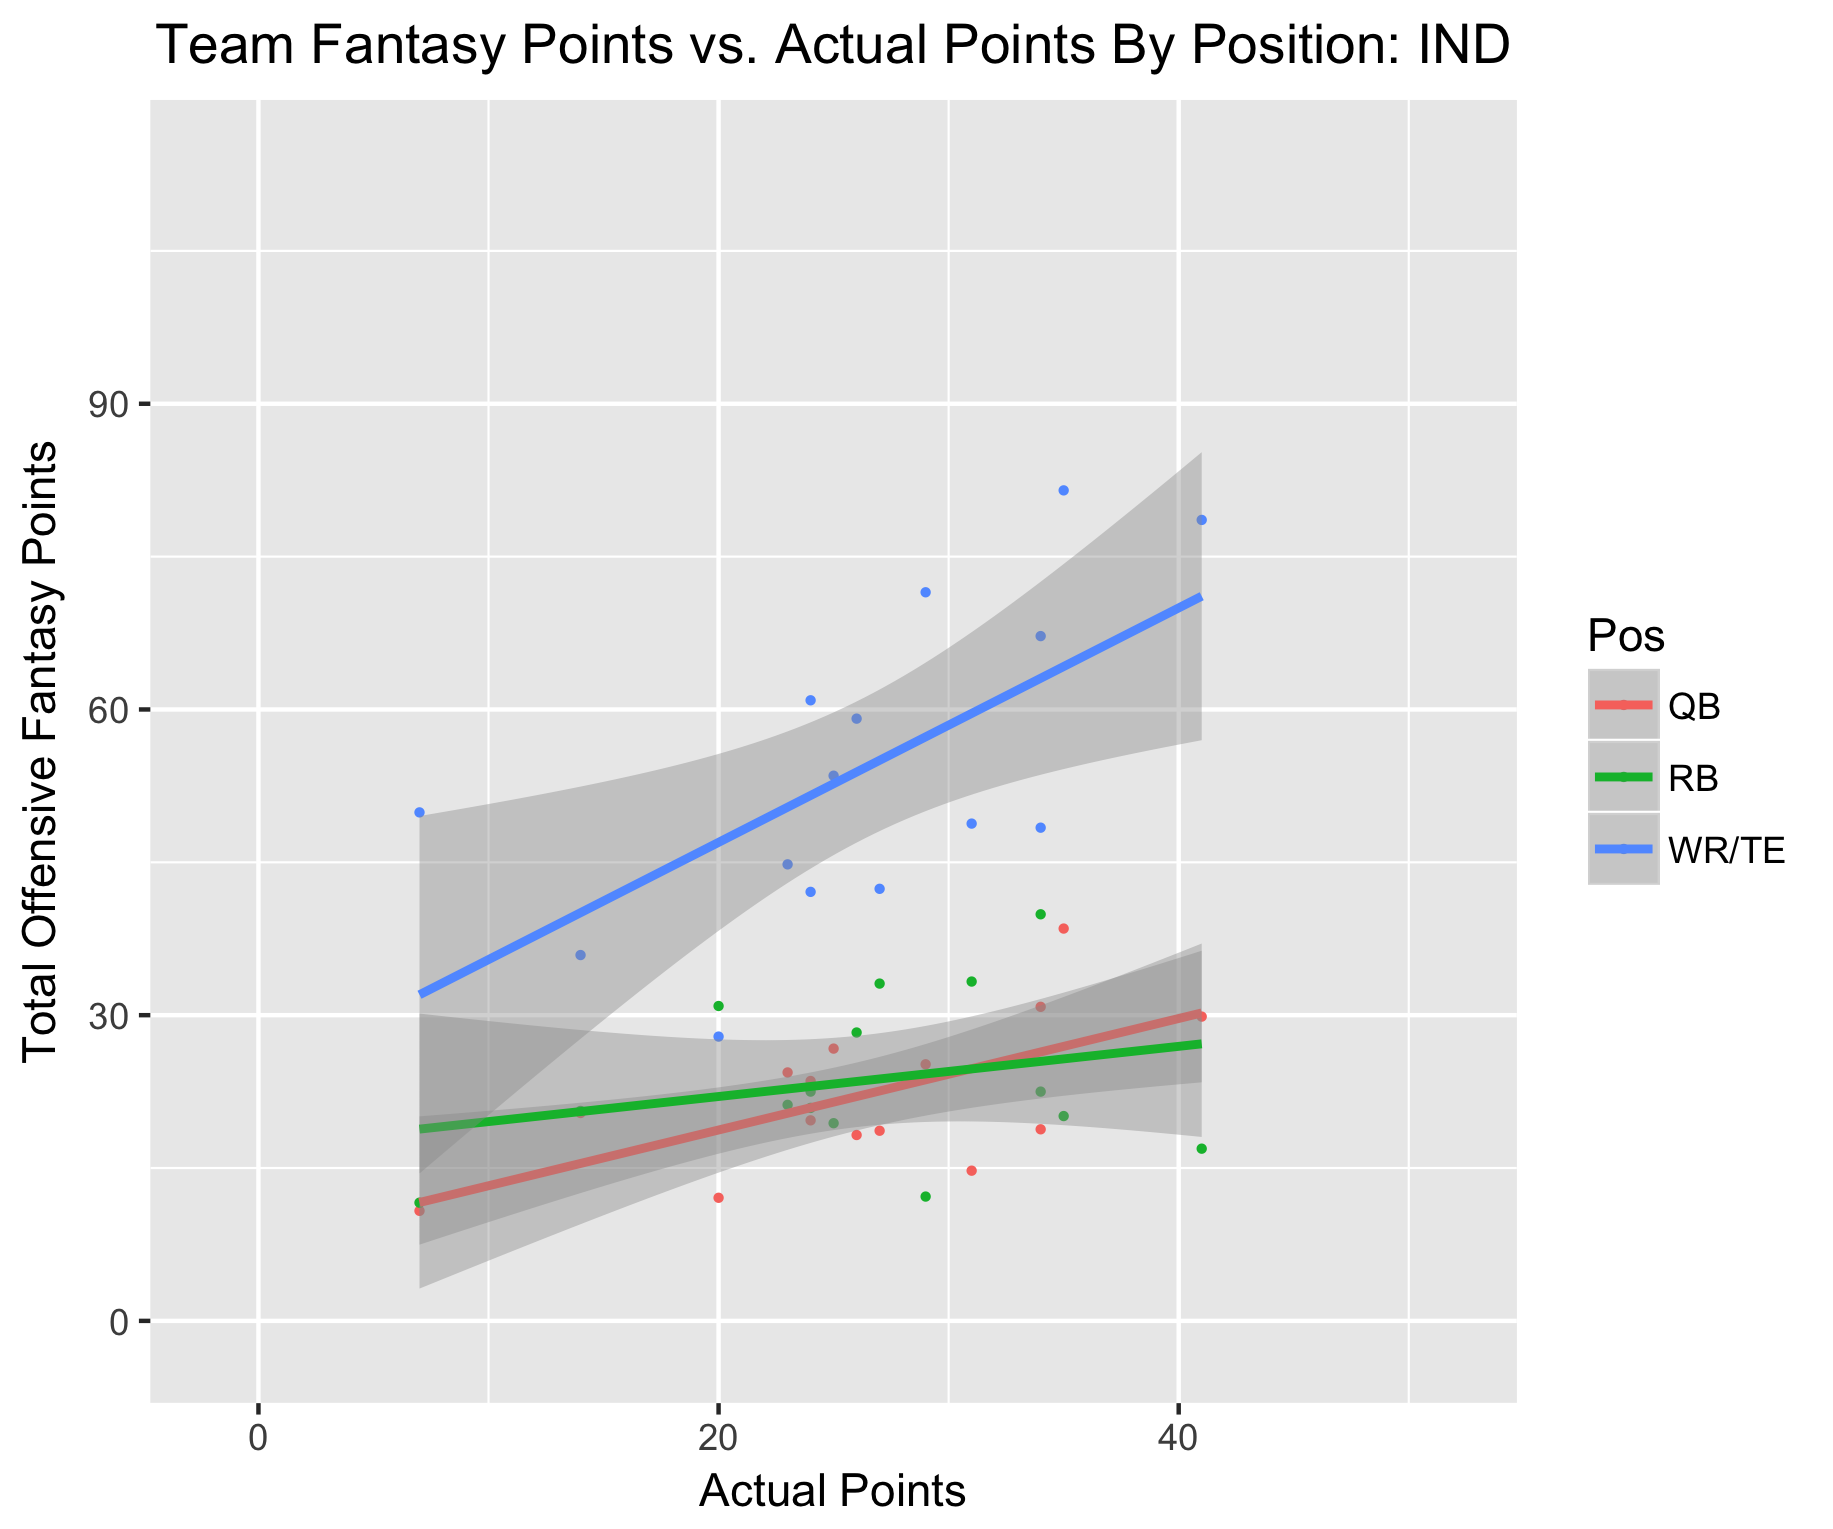 Team Fantasy Points vs. Actual Points By Position: IND
Total Offensive Fantasy Points
90
60
30
0
0 20 40
Actual Points
Pos
QB
RB
WR/TE